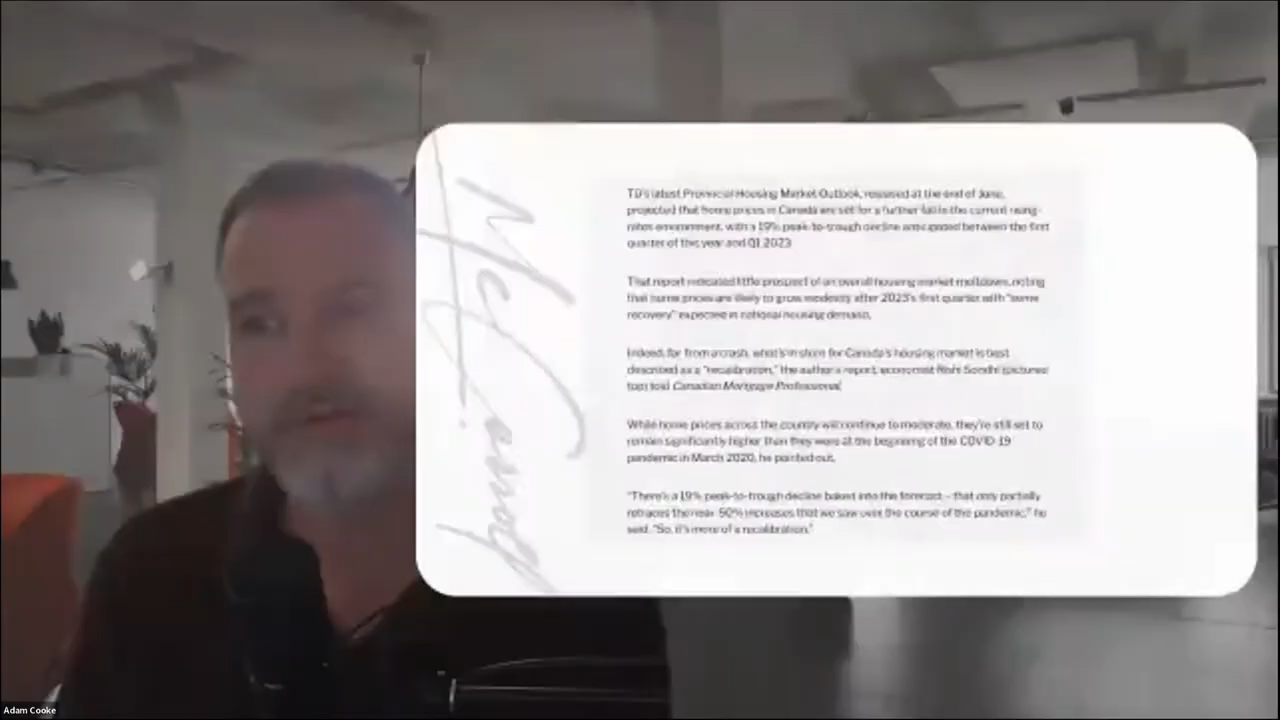 McCanny
TD's latest Provincial Housing Market Outlook, released at the end of June,
projected that home prices in Canada are set for a further fall in the current rising-
rates environment, with a 19% peak-to-trough decline anticipated between the first
quarter of this year and Q1 2023.
That report indicated little prospect of an overall housing market meltdown, noting
that home prices are likely to grow modestly after 2023's first quarter with "some
recovery" expected in national housing demand.
Indeed, far from a crash, what's in store for Canada's housing market is best
described as a "recalibration," the author's report, economist Rishi Sondhi (pictured
top) told Canadian Mortgage Professional.
While home prices across the country will continue to moderate, they're still set to
remain significantly higher than they were at the beginning of the COVID-19
pandemic in March 2020, he pointed out.
"There's a 19% peak-to-trough decline baked into the forecast – that only partially
retraces the near 50% increases that we saw over the course of the pandemic," he
said. "So, it's more of a recalibration."
Adam Cooke